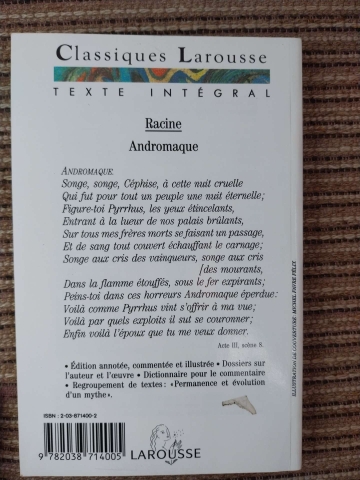 Classiques Larousse
TEXTE INTÉGRAL
Racine
Andromaque
ANDROMAQUE.
Songe, songe, Céphise, à cette nuit cruelle
Qui fut pour tout un peuple une nuit éternelle;
Figure-toi Pyrrhus, les yeux étincelants,
Entrant à la lueur de nos palais brûlants,
Sur tous mes frères morts se faisant un passage,
Et de sang tout couvert échauffant le carnage;
Songe aux cris des vainqueurs, songe aux cris
[des mourants,
Dans la flamme étouffés, sous le fer expirants;
Peins-toi dans ces horreurs Andromaque éperdue:
Voilà comme Pyrrhus vint s'offrir à ma vue;
Voilà par quels exploits il sut se couronner;
Enfin voilà l'époux que tu me veux donner.
Acte III, scène 8.
• Édition annotée, commentée et illustrée • Dossiers sur
l'auteur et l'œuvre • Dictionnaire pour le commentaire
• Regroupement de textes: «Permanence et évolution
d'un mythe».
ISBN : 2-03-871400-2
9 782038 714005
LAROUSSE
ILLUSTRATION DE COUVERTURE: MICHEL FAVRE FÉLIX